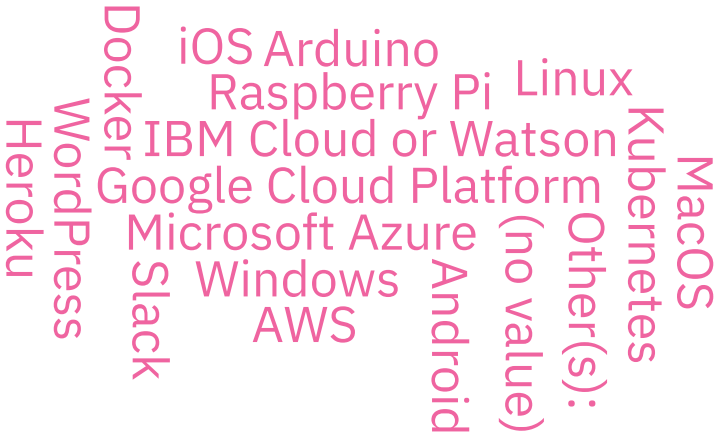 Docker
iOS
Arduino
Raspberry Pi
Linux
IBM Cloud or Watson
Google Cloud Platform
Microsoft Azure
Windows
AWS
Heroku
WordPress
Slack
Android
(no value)
Other(s):
Kubernetes
MacOS